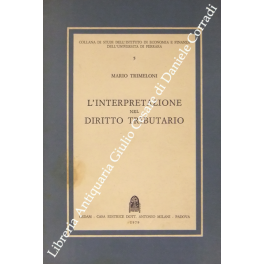 COLLANA DI STUDI DELL'ISTITUTO DI ECONOMIA E FINANZA
DELL'UNIVERSITÀ DI FERRARA
MARIO TRIMELONI
L'INTERPRETAZIONE
NEL
DIRITTO TRIBUTARIO
CEDAM - CASA EDITRICE DOTT. ANTONIO MILANI - PADOVA
Libreria Antiquaria Giulio Cesare di Daniele Corradi